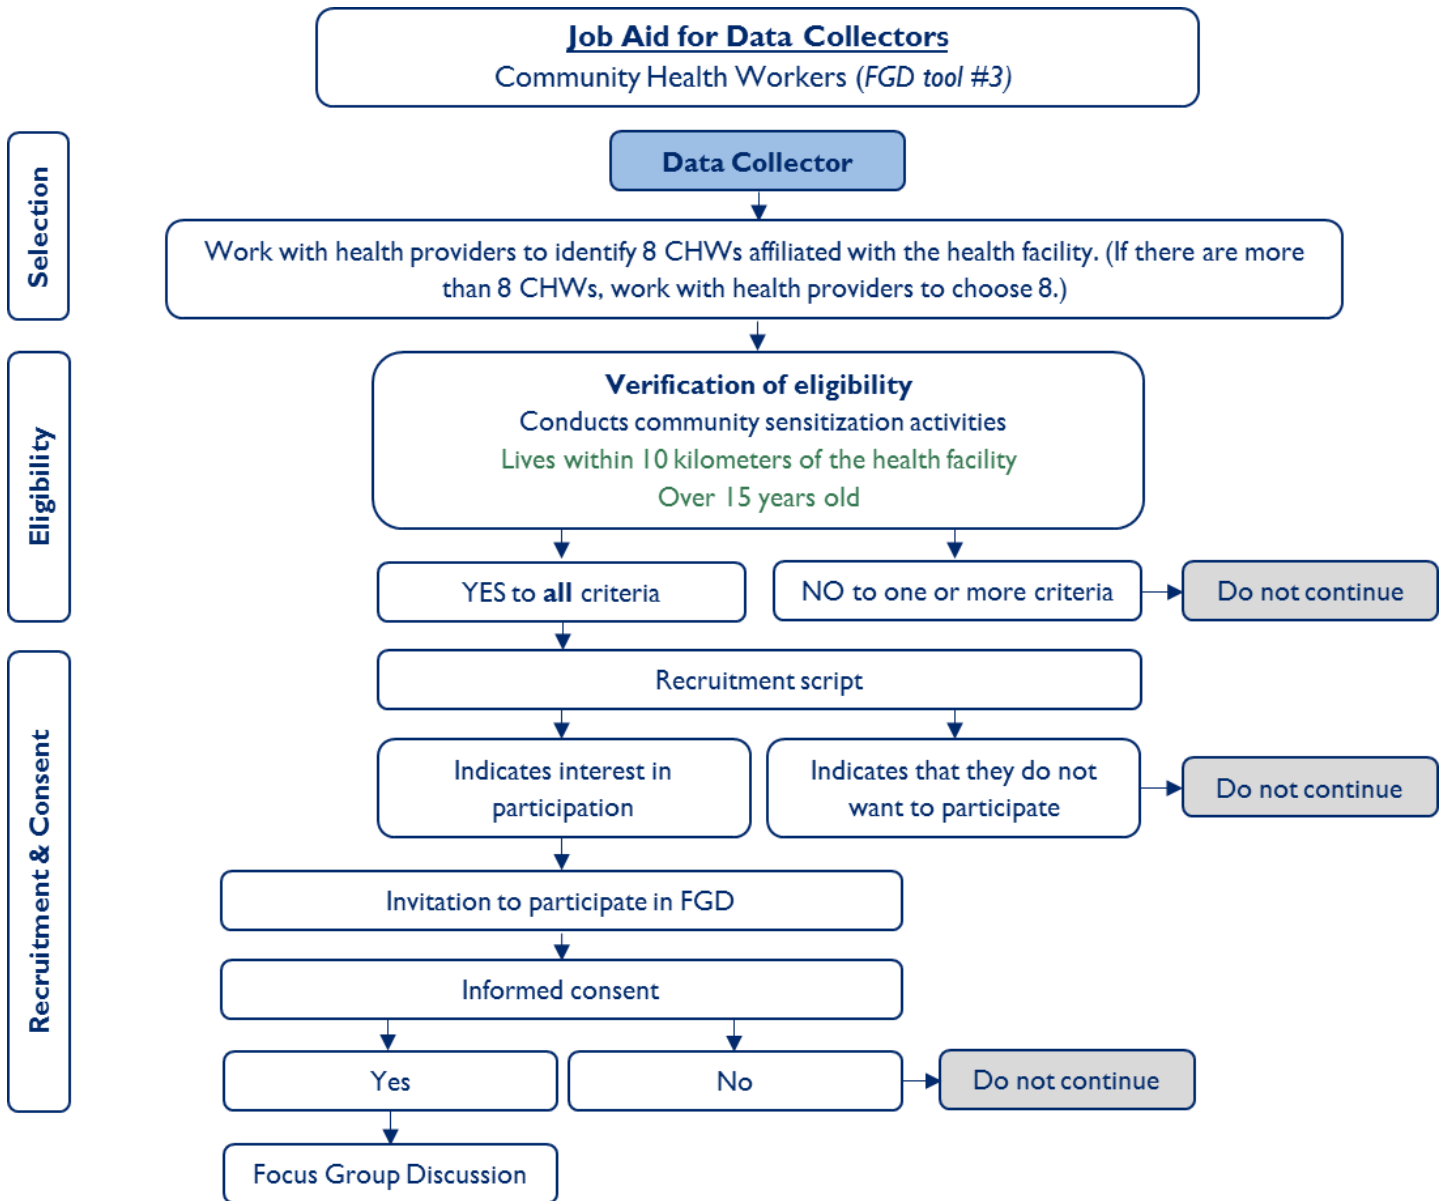 Job Aid for Data Collectors
Community Health Workers (FGD tool #3)
Selection
Data Collector
Work with health providers to identify 8 CHWs affiliated with the health facility. (If there are more
than 8 CHWs, work with health providers to choose 8.)
Eligibility
Verification of eligibility
Conducts community sensitization activities
Lives within 10 kilometers of the health facility
Over 15 years old
YES to all criteria
NO to one or more criteria
Do not continue
Recruitment & Consent
Recruitment script
Indicates interest in
participation
Indicates that they do not
want to participate
Do not continue
Invitation to participate in FGD
Informed consent
Yes
No
Do not continue
Focus Group Discussion